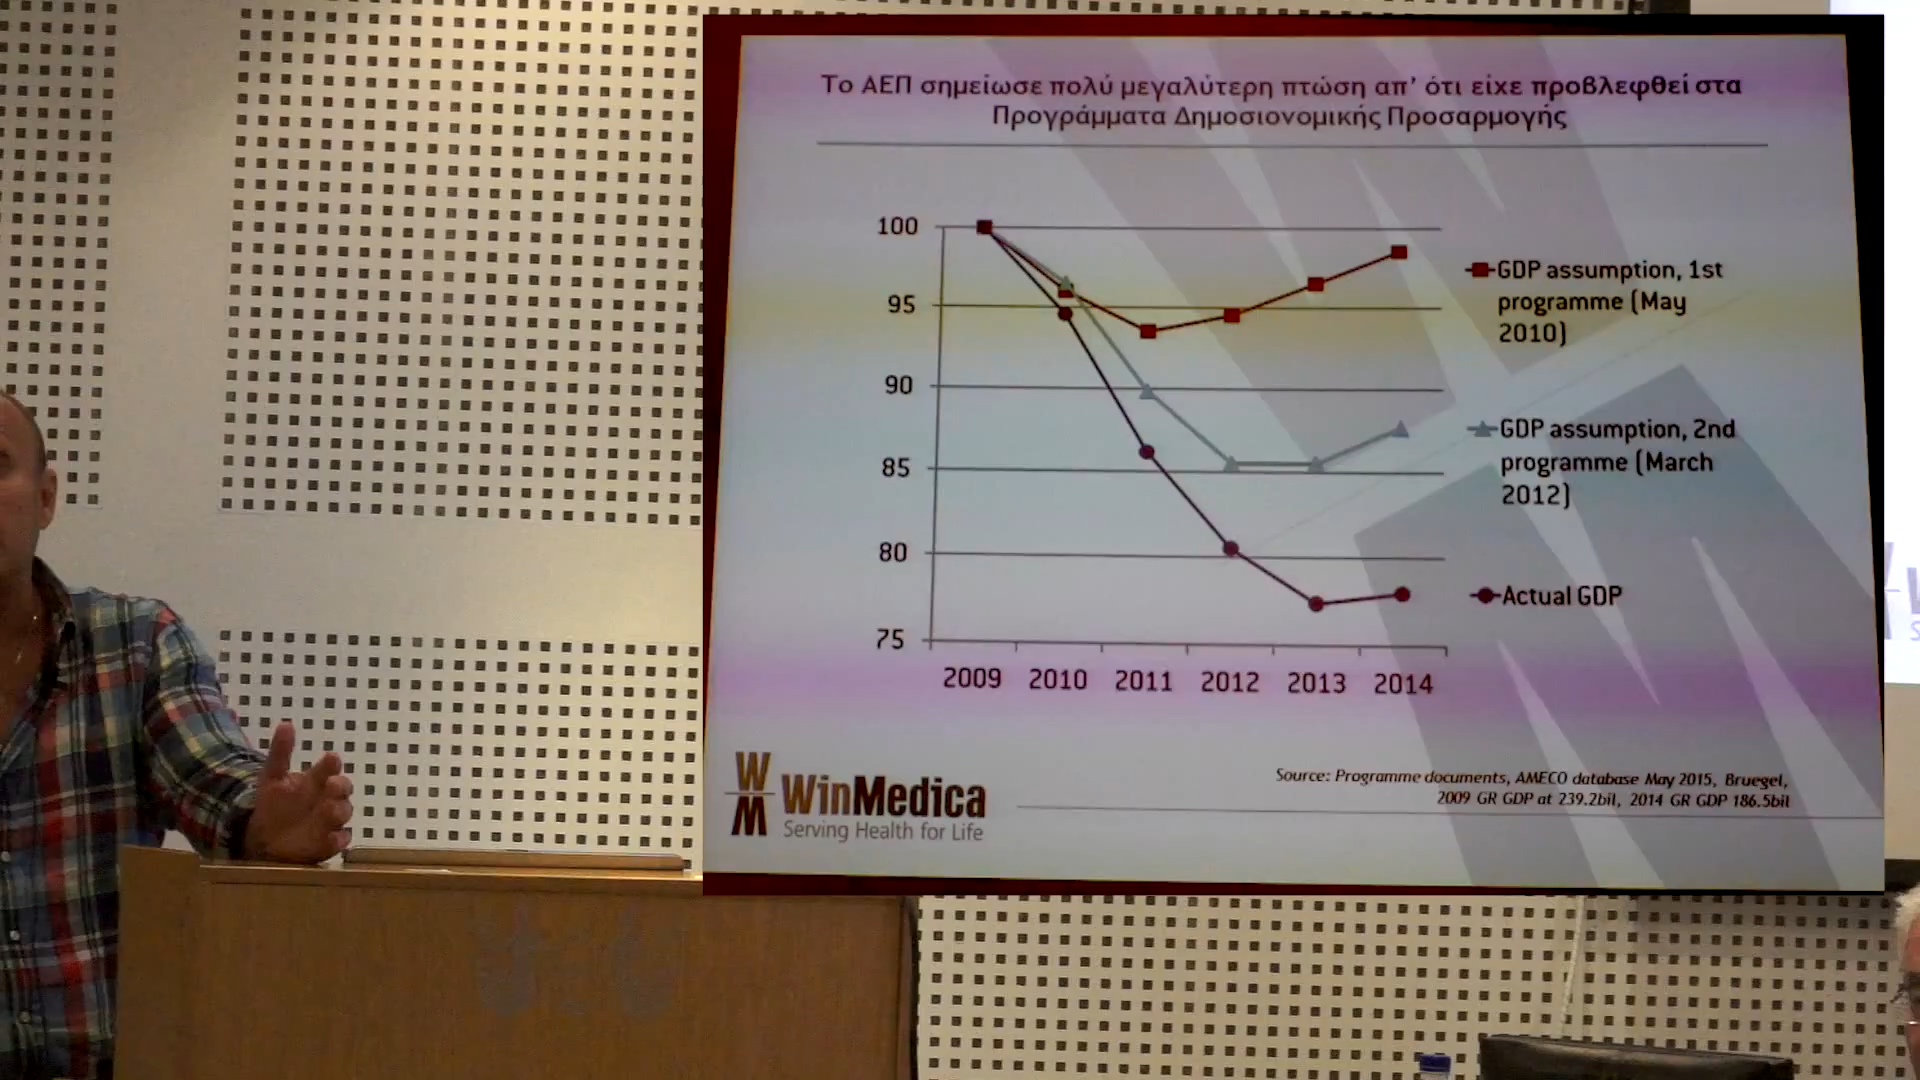 Το ΑΕΠ σημείωσε πολύ μεγαλύτερη πτώση απ' ότι είχε προβλεφθεί στα
Προγράμματα Δημοσιονομικής Προσαρμογής
100
95
90
85
80
75
2009 2010 2011 2012 2013 2014
GDP assumption, 1st
programme (May
2010)
GDP assumption, 2nd
programme (March
2012)
Actual GDP
WinMedica
Serving Health for Life
Source: Programme documents, AMECO database May 2015, Bruegel,
2009 GR GDP at 239.2bil, 2014 GR GDP 186.5bil